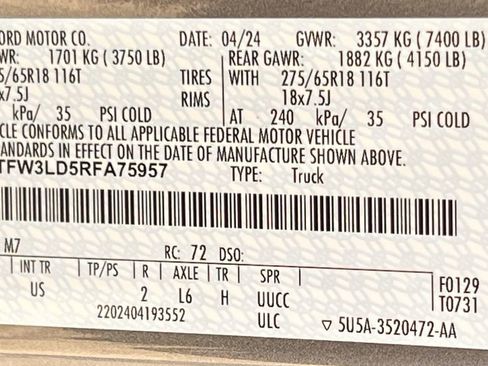 ORD MOTOR CO. DATE: 04/24 GVWR: 3357 KG (7400 LB)
WR: 1701 KG (3750 LB) REAR GAWR: 1882 KG (4150 LB)
5/65R18 116T TIRES WITH 275/65R18 116T
x7.5J RIMS 18x7.5J
kPa/ 35 PSI COLD AT 240 kPa/ 35 PSI COLD
CLE CONFORMS TO ALL APPLICABLE FEDERAL MOTOR VEHICLE
TANDARDS IN EFFECT ON THE DATE OF MANUFACTURE SHOWN ABOVE.
TFW3LD5RFA75957 TYPE: Truck
M7 RC: 72 DSO:
INT TR TP/PS R AXLE TR SPR F0129
US 2 L6 H UUCC T0731
2202404193552 ULC ▽ 5U5A-3520472-AA